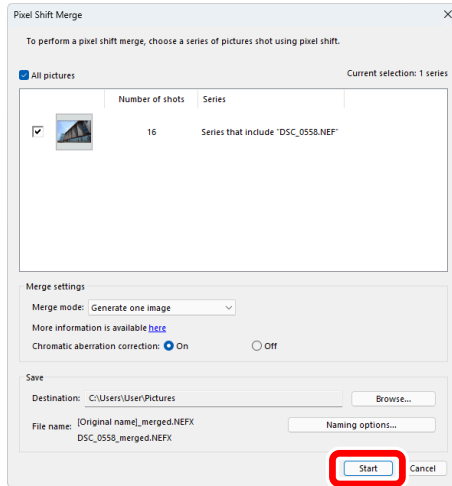 Pixel Shift Merge
To perform a pixel shift merge, choose a series of pictures shot using pixel shift.
All pictures
Current selection: 1 series
Number of shots Series
16 Series that include "DSC_0558.NEF"
Merge settings
Merge mode: Generate one image
More information is available here
Chromatic aberration correction: On Off
Save
Destination: C:\Users\User\Pictures Browse...
File name: [Original name]_merged.NEFX Naming options...
DSC_0558_merged.NEFX
Start Cancel